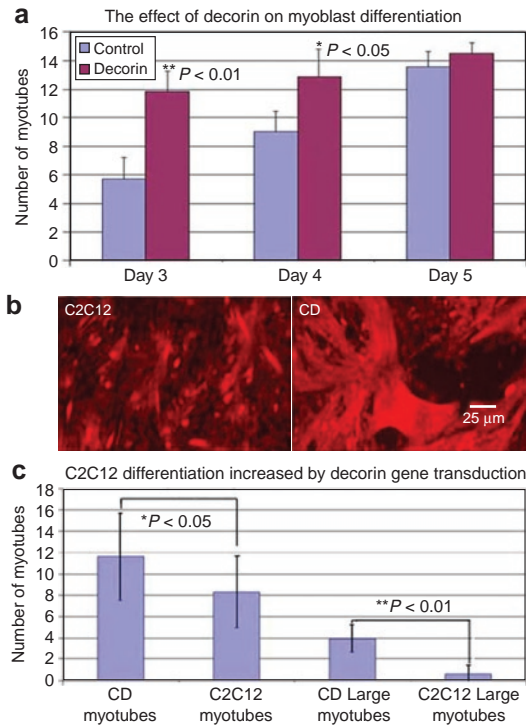 a
The effect of decorin on myoblast differentiation
Number of myotubes
16
14
12
10
8
6
4
2
0
Control
Decorin
** P < 0.01
* P < 0.05
Day 3 Day 4 Day 5
b
C2C12
CD
25 μm
c
C2C12 differentiation increased by decorin gene transduction
Number of myotubes
18
16
14
12
10
8
6
4
2
0
*P < 0.05
**P < 0.01
CD C2C12 CD Large C2C12 Large
myotubes myotubes myotubes myotubes